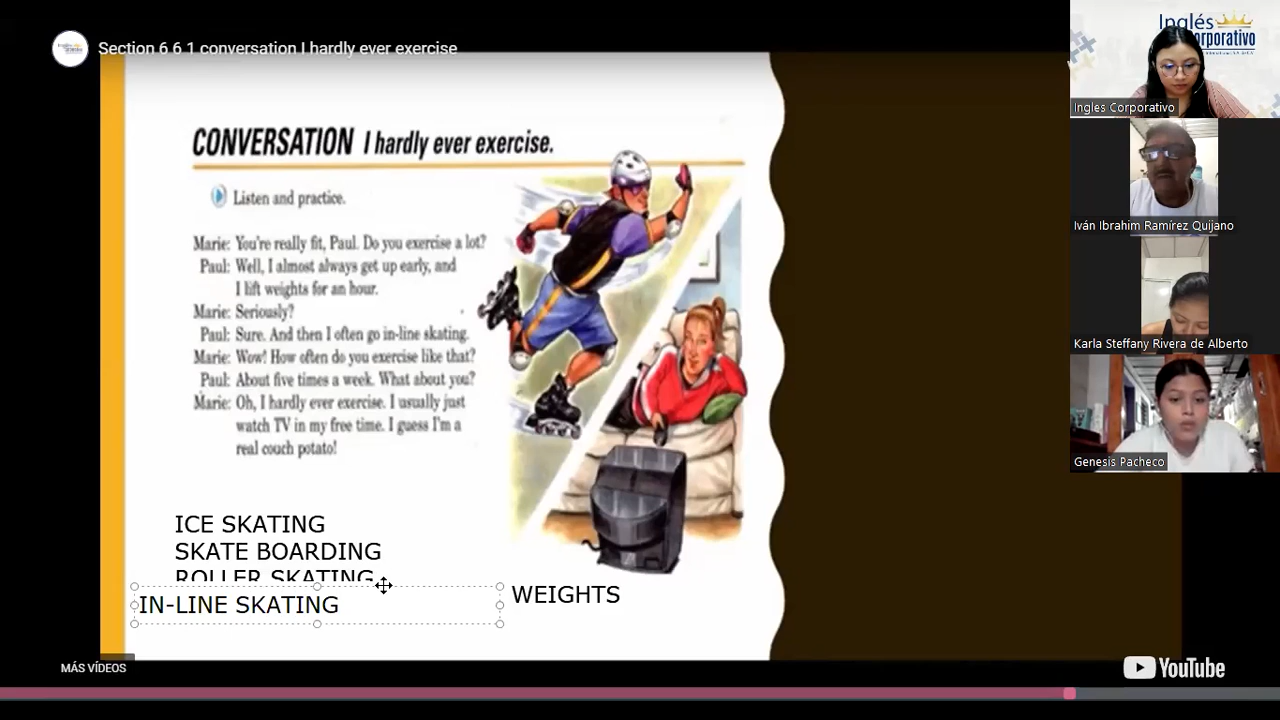 Section 6 6 1 conversation I hardly ever exercise
CONVERSATION I hardly ever exercise.
Listen and practice.
Marie: You're really fit, Paul. Do you exercise a lot?
Paul: Well, I almost always get up early, and
I lift weights for an hour.
Marie: Seriously?
Paul: Sure. And then I often go in-line skating.
Marie: Wow! How often do you exercise like that?
Paul: About five times a week. What about you?
Marie: Oh, I hardly ever exercise. I usually just
watch TV in my free time. I guess I'm a
real couch potato!
ICE SKATING
SKATE BOARDING
ROLLER SKATING
IN-LINE SKATING
WEIGHTS
MÁS VÍDEOS
YouTube
Inglés
Corporativo
Ingles Corporativo
Iván Ibrahim Ramírez Quijano
Karla Steffany Rivera de Alberto
Genesis Pacheco